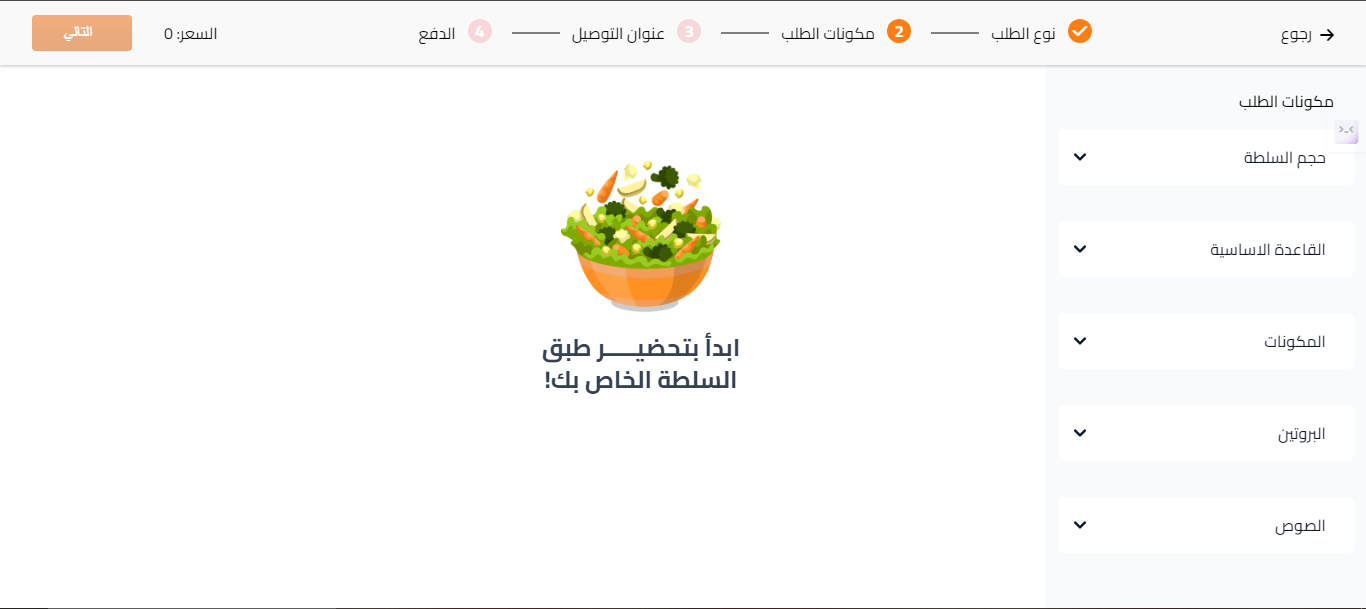 رجوع
نوع الطلب
2 مكونات الطلب
3 عنوان التوصيل
4 الدفع
السعر: 0
التالي
مكونات الطلب
حجم السلطة
القاعدة الاساسية
المكونات
البروتين
الصوص
ابدأ بتحضيـــــر طبق
السلطة الخاص بك!